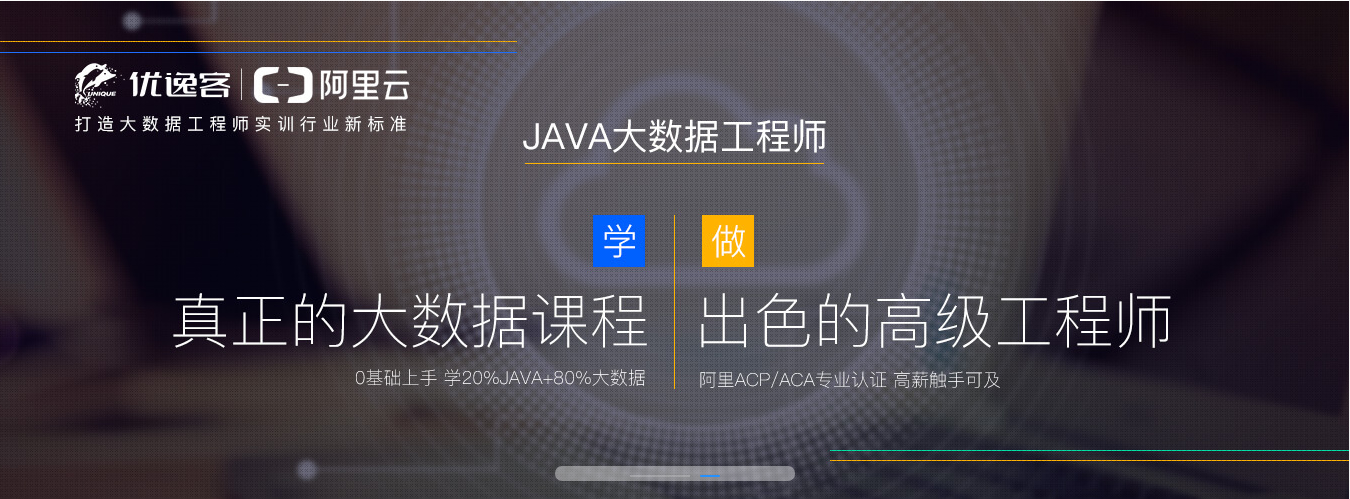 UNIQUE 优逸客 阿里云
打造大数据工程师实训行业新标准
JAVA大数据工程师
学
真正的大数据课程
0基础上手 学20%JAVA+80%大数据
做
出色的高级工程师
阿里ACP/ACA专业认证 高薪触手可及